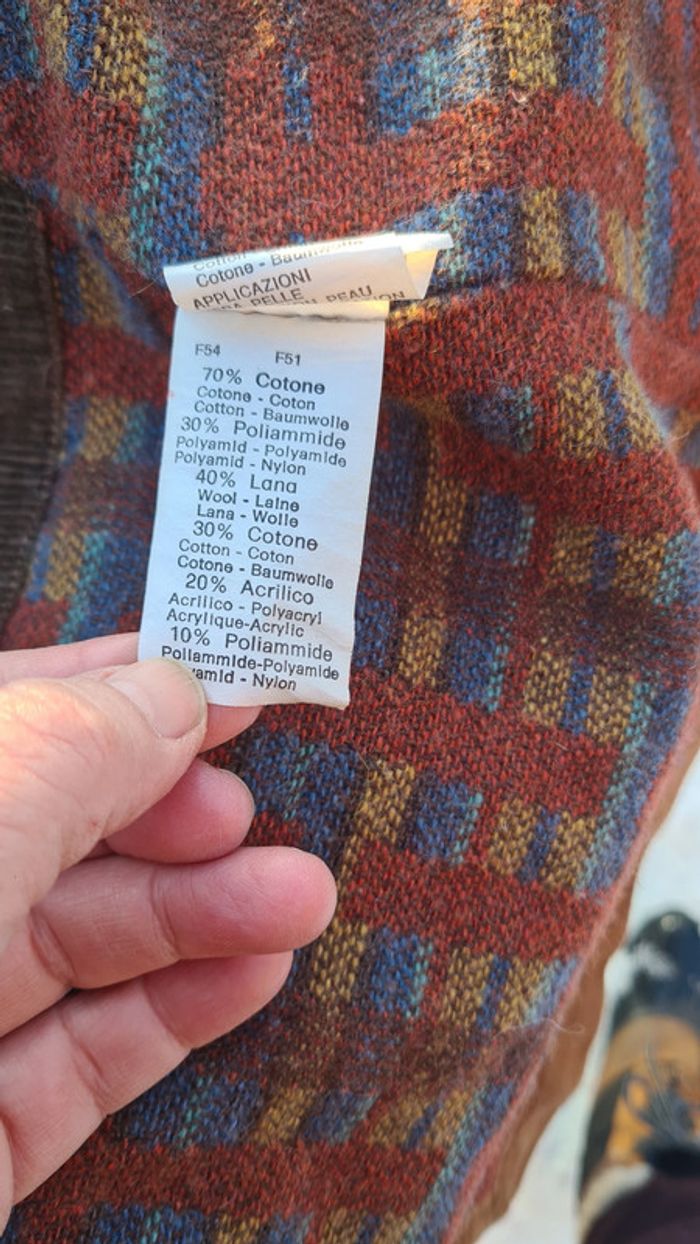 Cotone - Baumwolle
APPLICAZIONI
PELLE
PEAU
F54 F51
70% Cotone
Cotone - Coton
Cotton - Baumwolle
30% Poliammide
Polyamid - Polyamide
Polyamid - Nylon
40% Lana
Wool - Laine
Lana - Wolle
30% Cotone
Cotton - Coton
Cotone - Baumwolle
20% Acrilico
Acrilico - Polyacryl
Acrylique-Acrylic
10% Poliammide
Poliammide-Polyamide
- Nylon